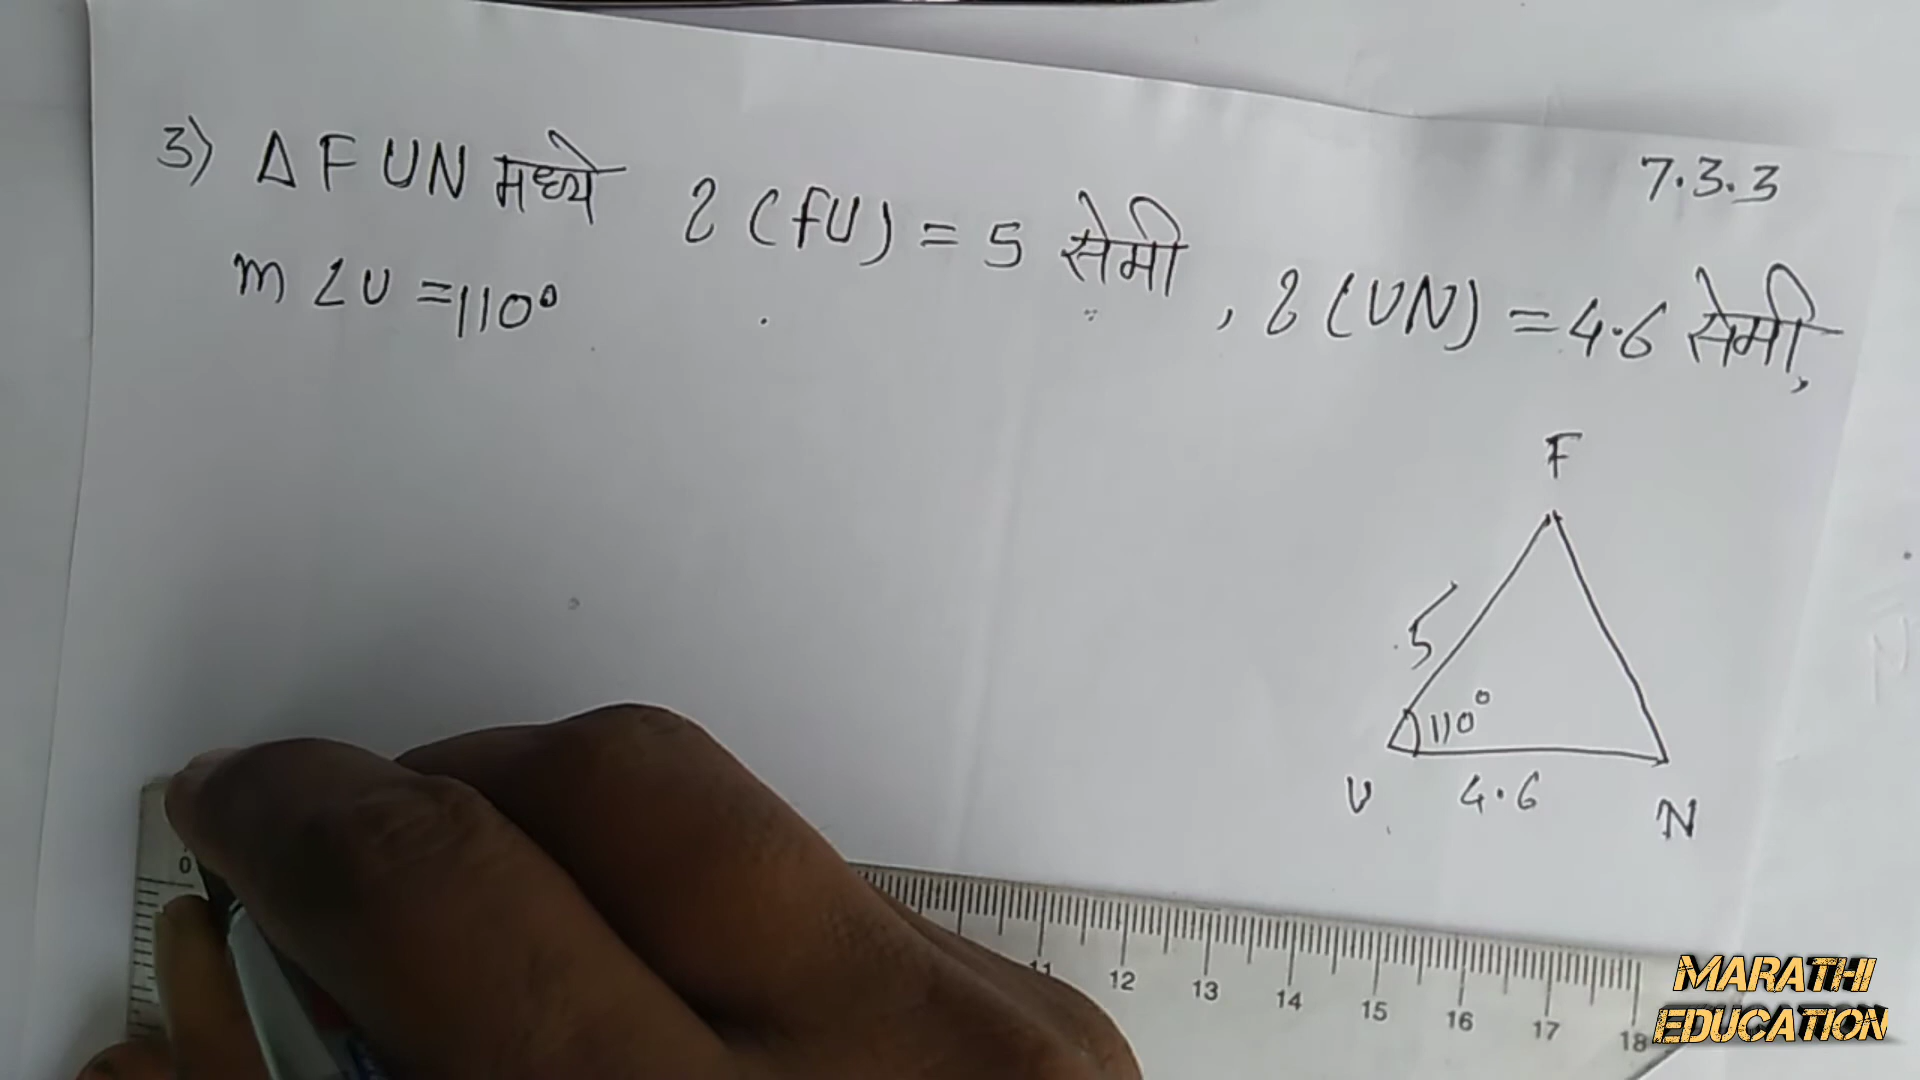 7.3.3
3) Δ FUN मध्ये l (fU) = 5 सेमी, l (UN) = 4.6 सेमी,
m ∠U = 110°
F
5
110°
U 4.6 N
0
11 12 13 14 15 16 17 18
MARATHI
EDUCATION